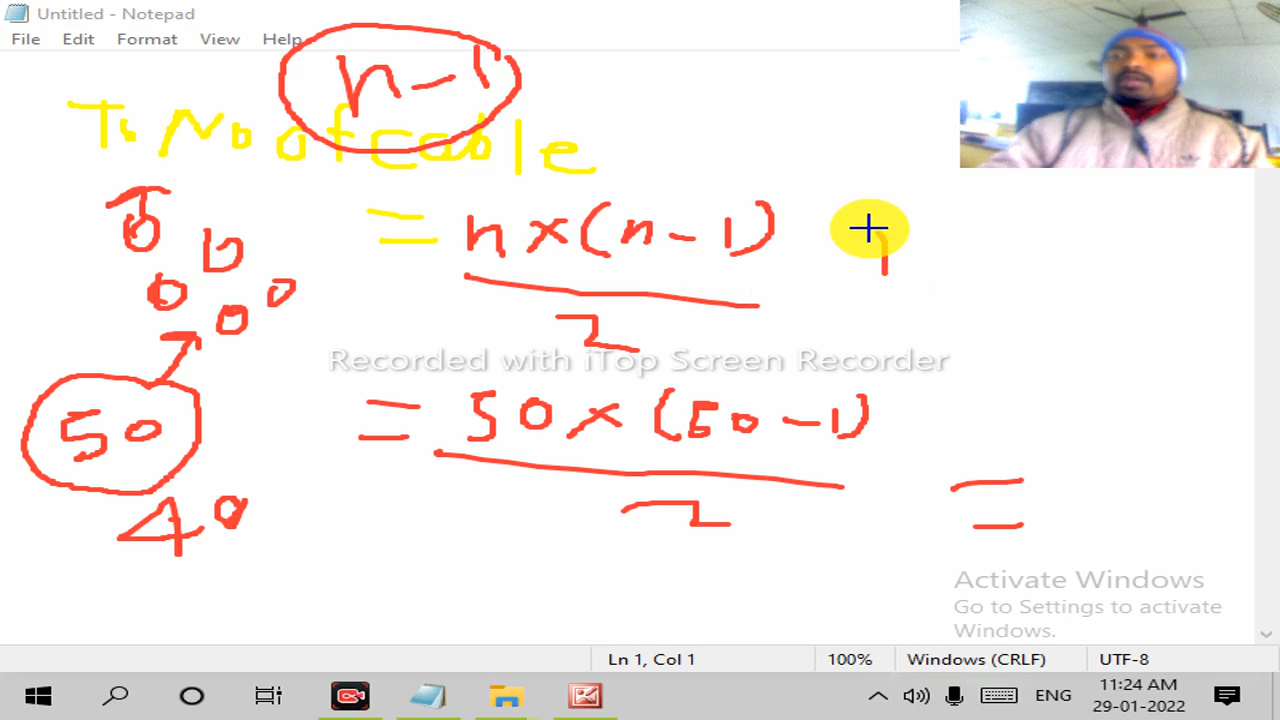 Untitled - Notepad
File Edit Format View Help
n-1
T. No of cable
= n×(n-1)
2
50
40
= 50×(50-1)
2
=
Recorded with iTop Screen Recorder
Activate Windows
Go to Settings to activate
Windows.
Ln 1, Col 1 100% Windows (CRLF) UTF-8
ENG
11:24 AM
29-01-2022